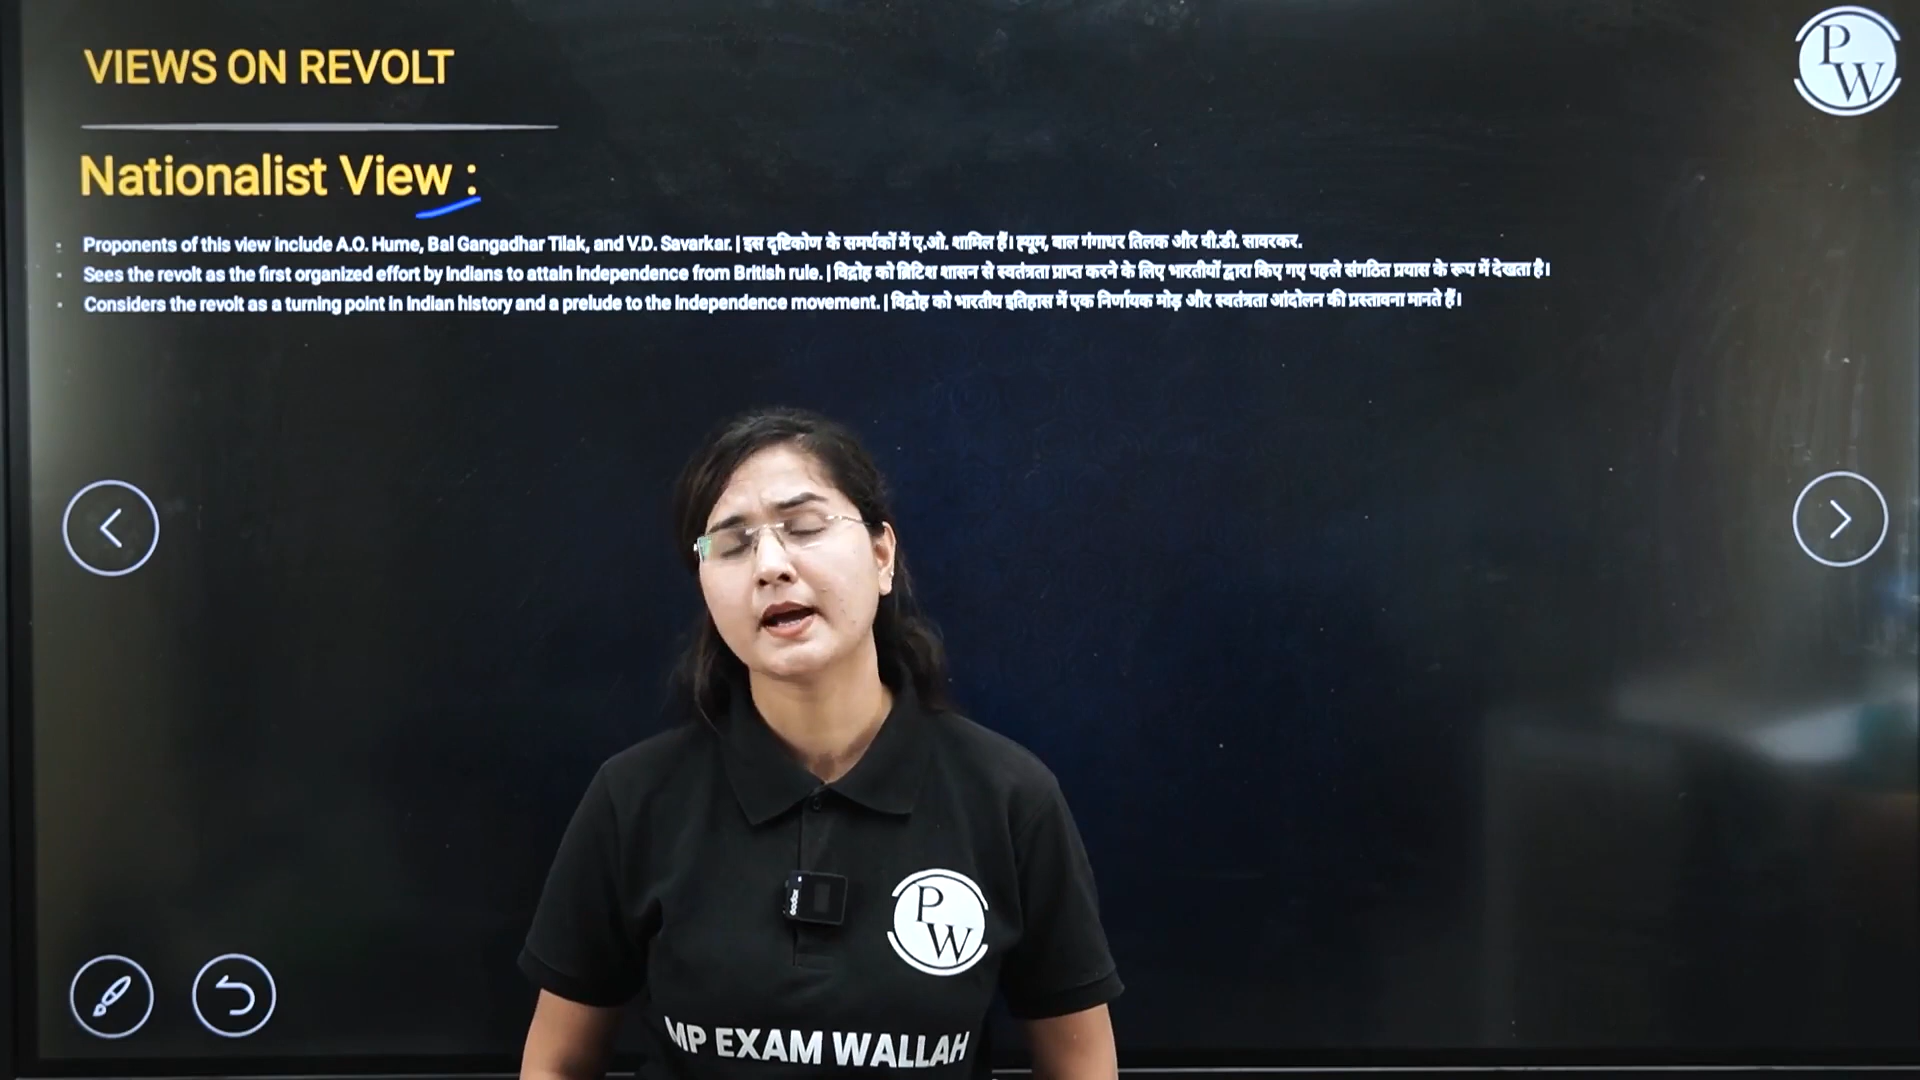 VIEWS ON REVOLT
PW
Nationalist View :
Proponents of this view include A.O. Hume, Bal Gangadhar Tilak, and V.D. Savarkar. | इस दृष्टिकोण के समर्थकों में ए.ओ. शामिल हैं। ह्यूम, बाल गंगाधर तिलक और वी.डी. सावरकर.
Sees the revolt as the first organized effort by Indians to attain independence from British rule. | विद्रोह को ब्रिटिश शासन से स्वतंत्रता प्राप्त करने के लिए भारतीयों द्वारा किए गए पहले संगठित प्रयास के रूप में देखता है।
Considers the revolt as a turning point in Indian history and a prelude to the independence movement. | विद्रोह को भारतीय इतिहास में एक निर्णायक मोड़ और स्वतंत्रता आंदोलन की प्रस्तावना मानते हैं।
godox
PW
MP EXAM WALLAH